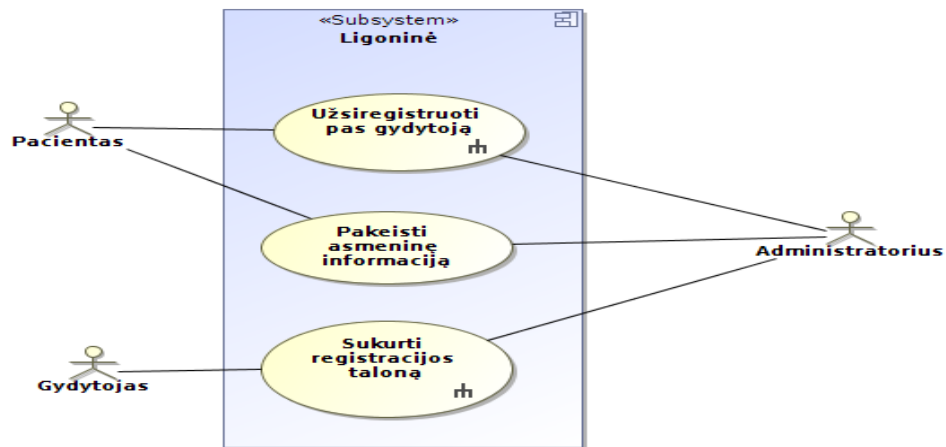 «Subsystem»
Ligoninė
Užsiregistruoti
pas gydytoją
Pacientas
Pakeisti
asmeninę
informaciją
Administratorius
Sukurti
registracijos
taloną
Gydytojas